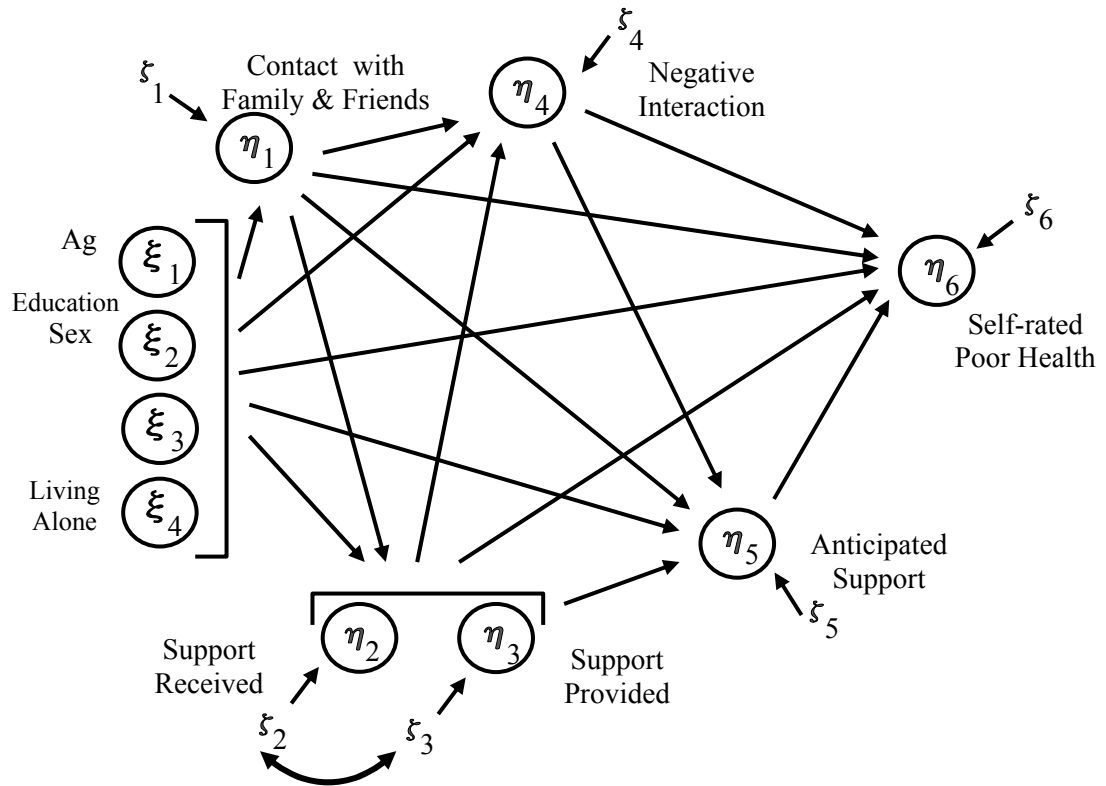 ζ4
Contact with
Family & Friends
ζ1
η4
Negative
Interaction
η1
ζ6
Ag
ξ1
η6
Education
Sex
ξ2
Self-rated
Poor Health
ξ3
Living
Alone
ξ4
η5
Anticipated
Support
ζ5
η2
η3
Support
Received
Support
Provided
ζ2
ζ3